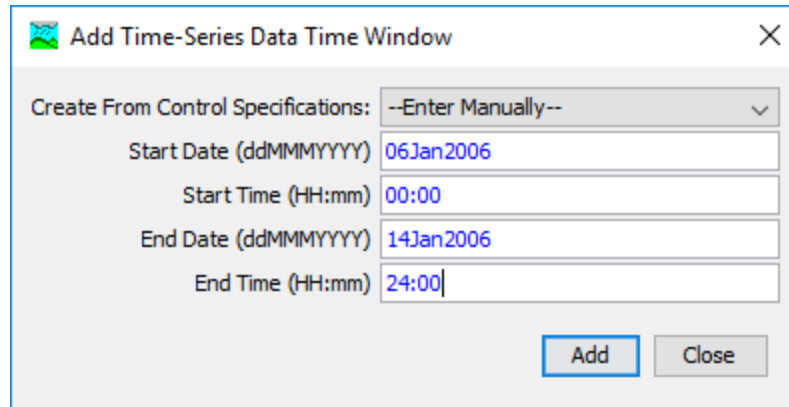 Add Time-Series Data Time Window
Create From Control Specifications: --Enter Manually--
Start Date (ddMMMYYYY) 06Jan2006
Start Time (HH:mm) 00:00
End Date (ddMMMYYYY) 14Jan2006
End Time (HH:mm) 24:00
Add Close